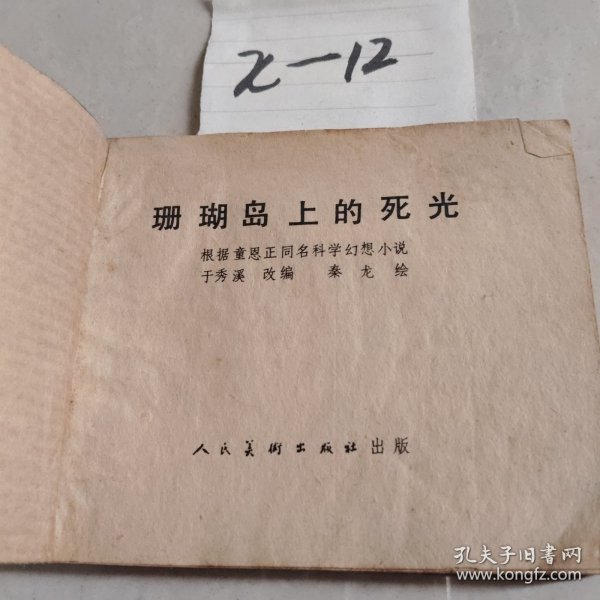 x-12
珊瑚岛上的死光
根据童恩正同名科学幻想小说
于秀溪 改编 秦龙 绘
人民美術出版社 出版
孔夫子旧书网
www.kongfz.com